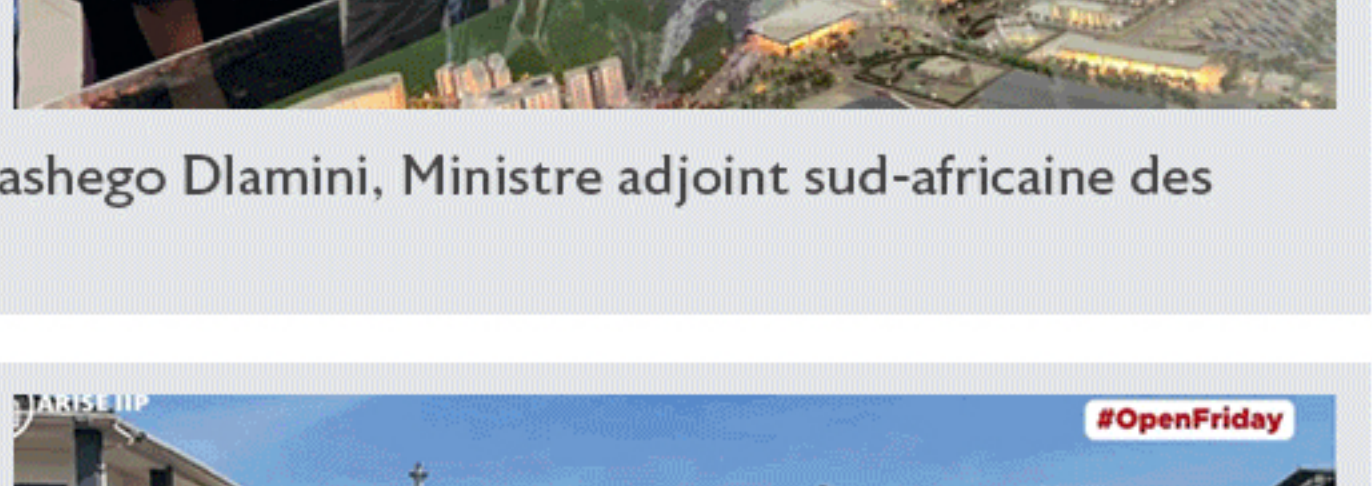 ashego Dlamini, Ministre adjoint sud-africaine des
ARISE IIP
#OpenFriday